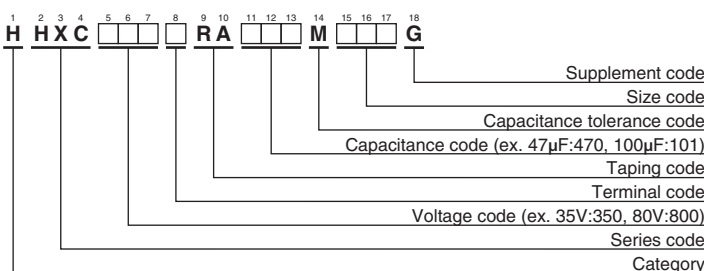 1 2 3 4 5 6 7 8 9 10 11 12 13 14 15 16 17 18
H HXC □□□ □ RA □□□ M □□□ G
Supplement code
Size code
Capacitance tolerance code
Capacitance code (ex. 47μF:470, 100μF:101)
Taping code
Terminal code
Voltage code (ex. 35V:350, 80V:800)
Series code
Category